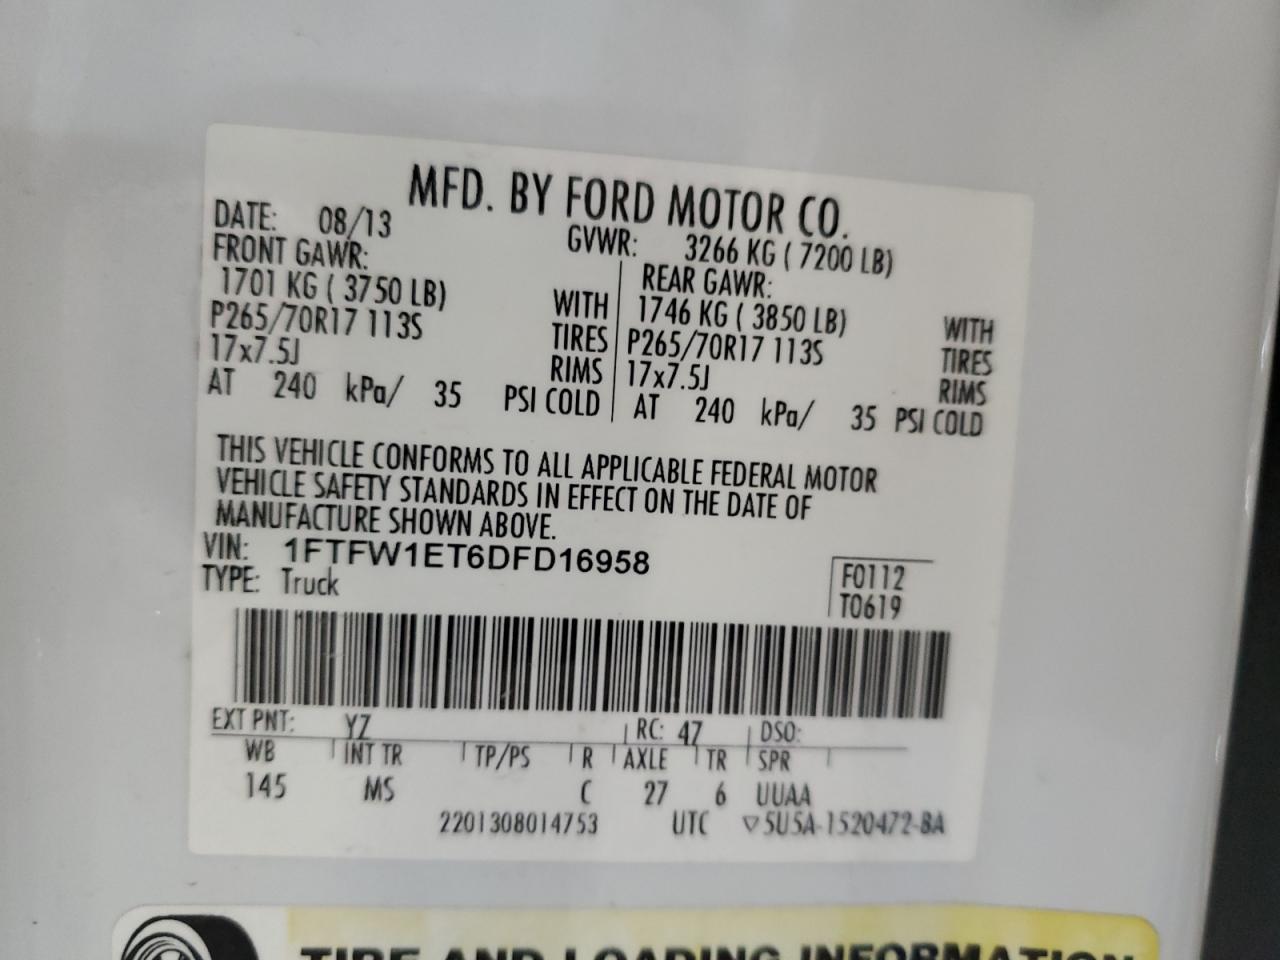 MFD. BY FORD MOTOR CO.
DATE: 08/13 GVWR: 3266 KG ( 7200 LB)
FRONT GAWR: REAR GAWR:
1701 KG ( 3750 LB) WITH 1746 KG ( 3850 LB) WITH
P265/70R17 113S TIRES P265/70R17 113S TIRES
17x7.5J RIMS 17x7.5J RIMS
AT 240 kPa/ 35 PSI COLD AT 240 kPa/ 35 PSI COLD
THIS VEHICLE CONFORMS TO ALL APPLICABLE FEDERAL MOTOR
VEHICLE SAFETY STANDARDS IN EFFECT ON THE DATE OF
MANUFACTURE SHOWN ABOVE.
VIN: 1FTFW1ET6DFD16958
TYPE: Truck
F0112
T0619
EXT PNT: YZ RC: 47 DSO:
WB INT TR TP/PS R AXLE TR SPR
145 MS C 27 6 UUAA
2201308014753 UTC ▽5U5A-1520472-BA
TIRE AND LOADING INFORMATION